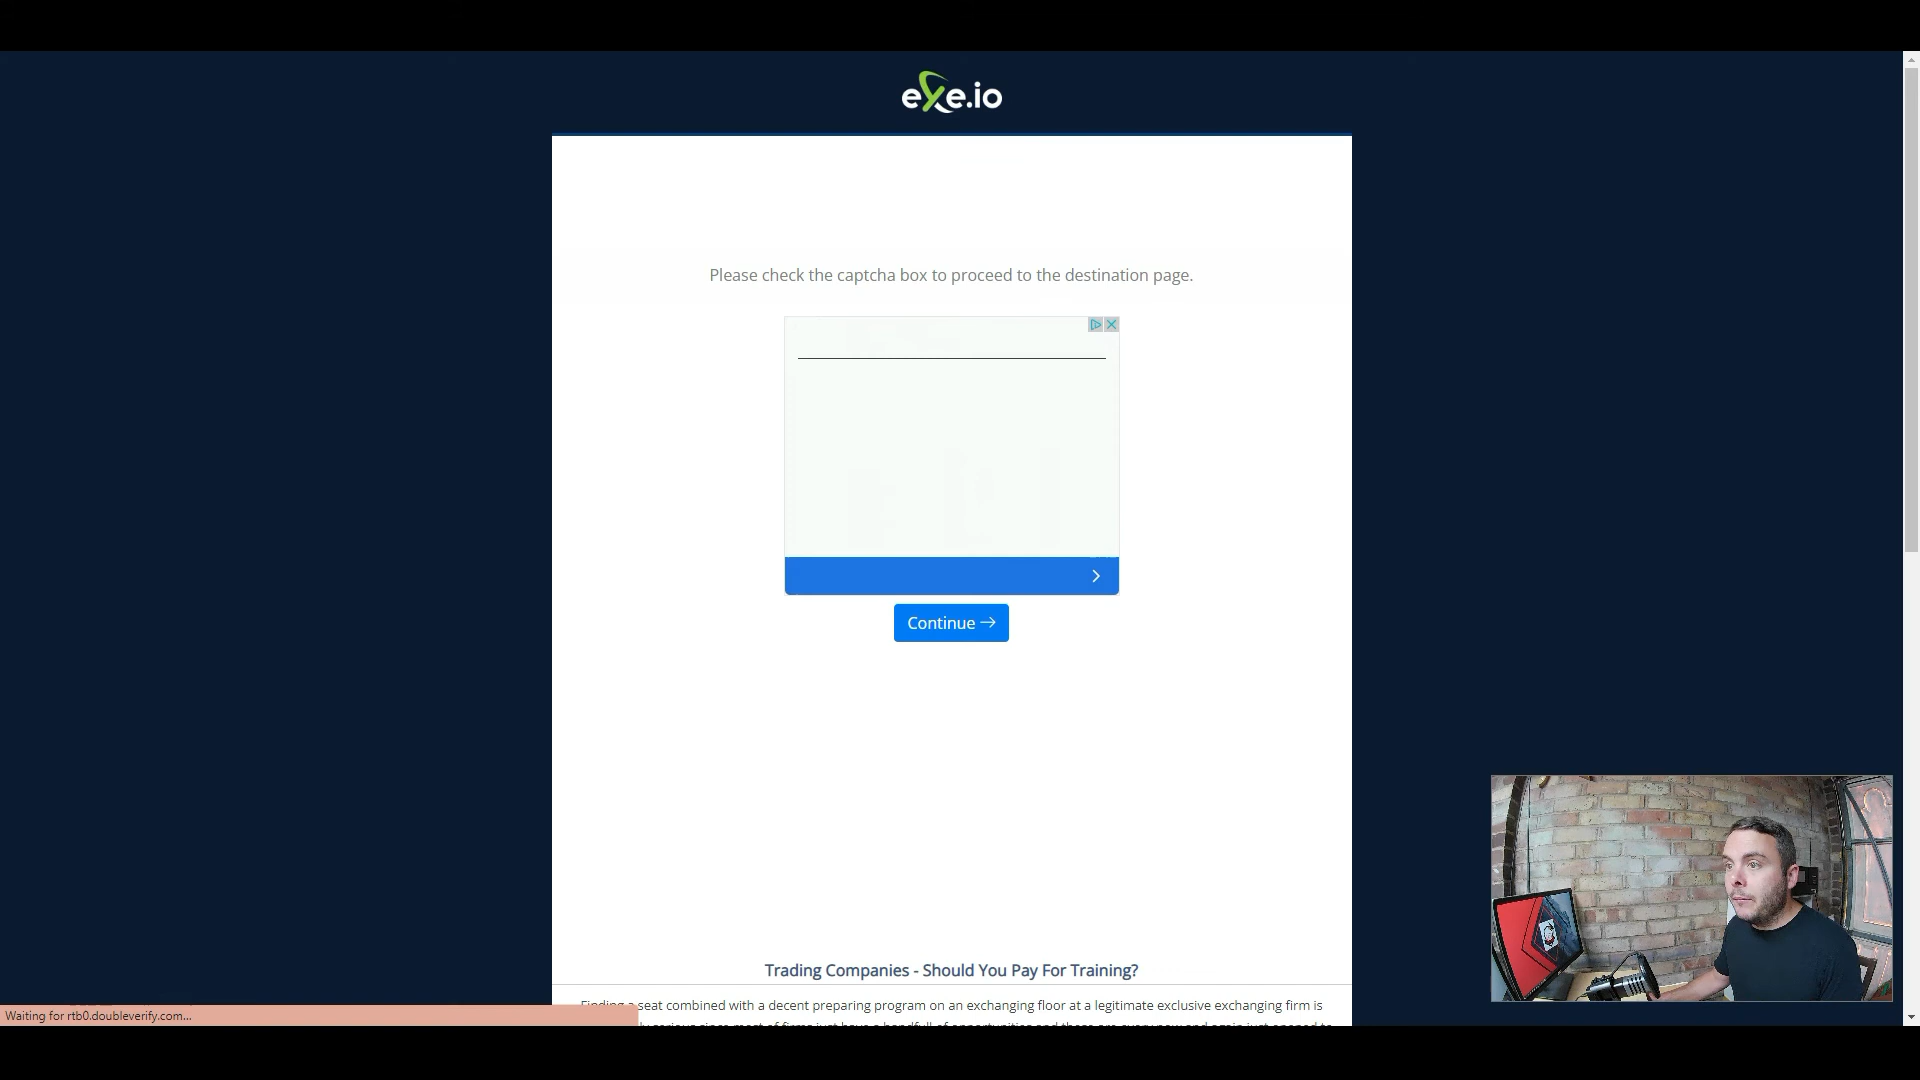 exe.io
Please check the captcha box to proceed to the destination page.
Continue
Trading Companies - Should You Pay For Training?
seat combined with a decent preparing program on an exchanging floor at a legitimate exclusive exchanging firm is
Waiting for rtb0.doubleverify.com...